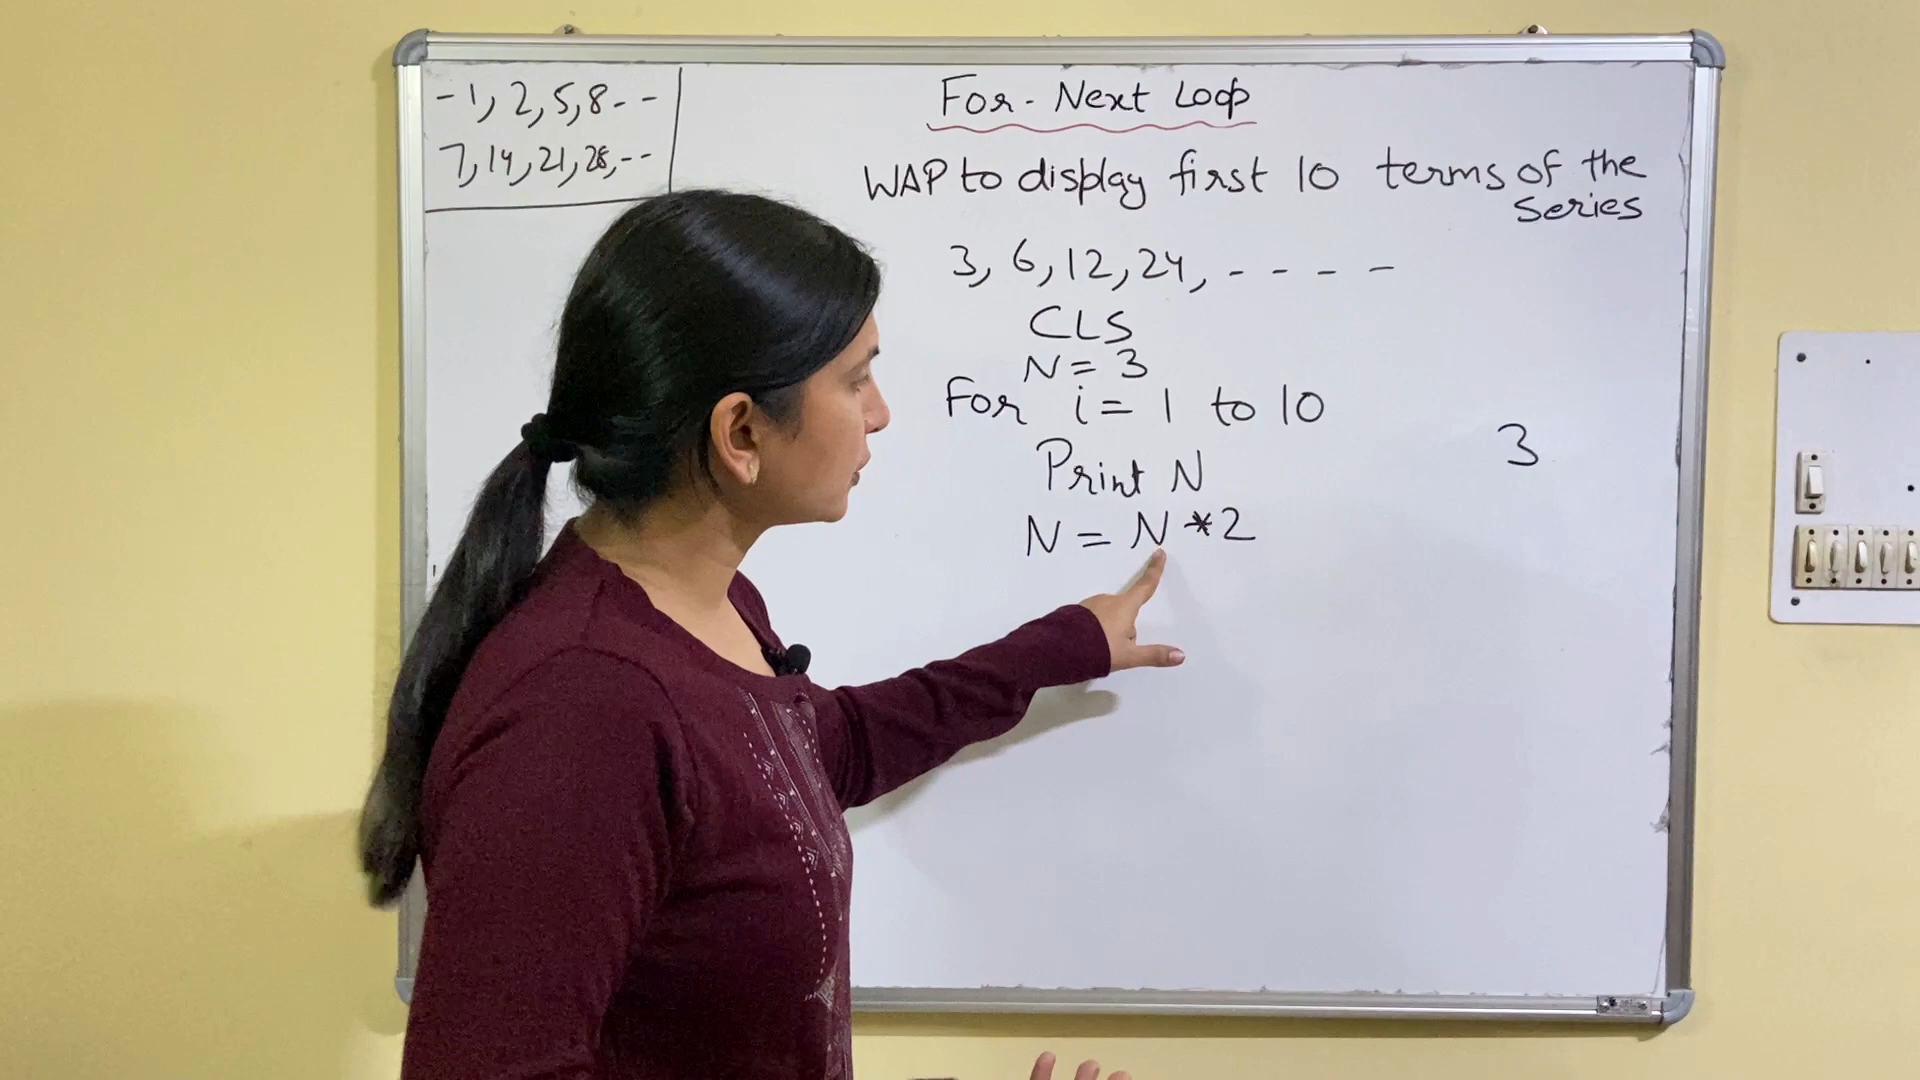 -1, 2, 5, 8--
7, 14, 21, 28,--
For-Next Loop
WAP to display first 10 terms of the
series
3, 6, 12, 24, ----
CLS
N = 3
For i = 1 to 10
Print N
3
N = N * 2